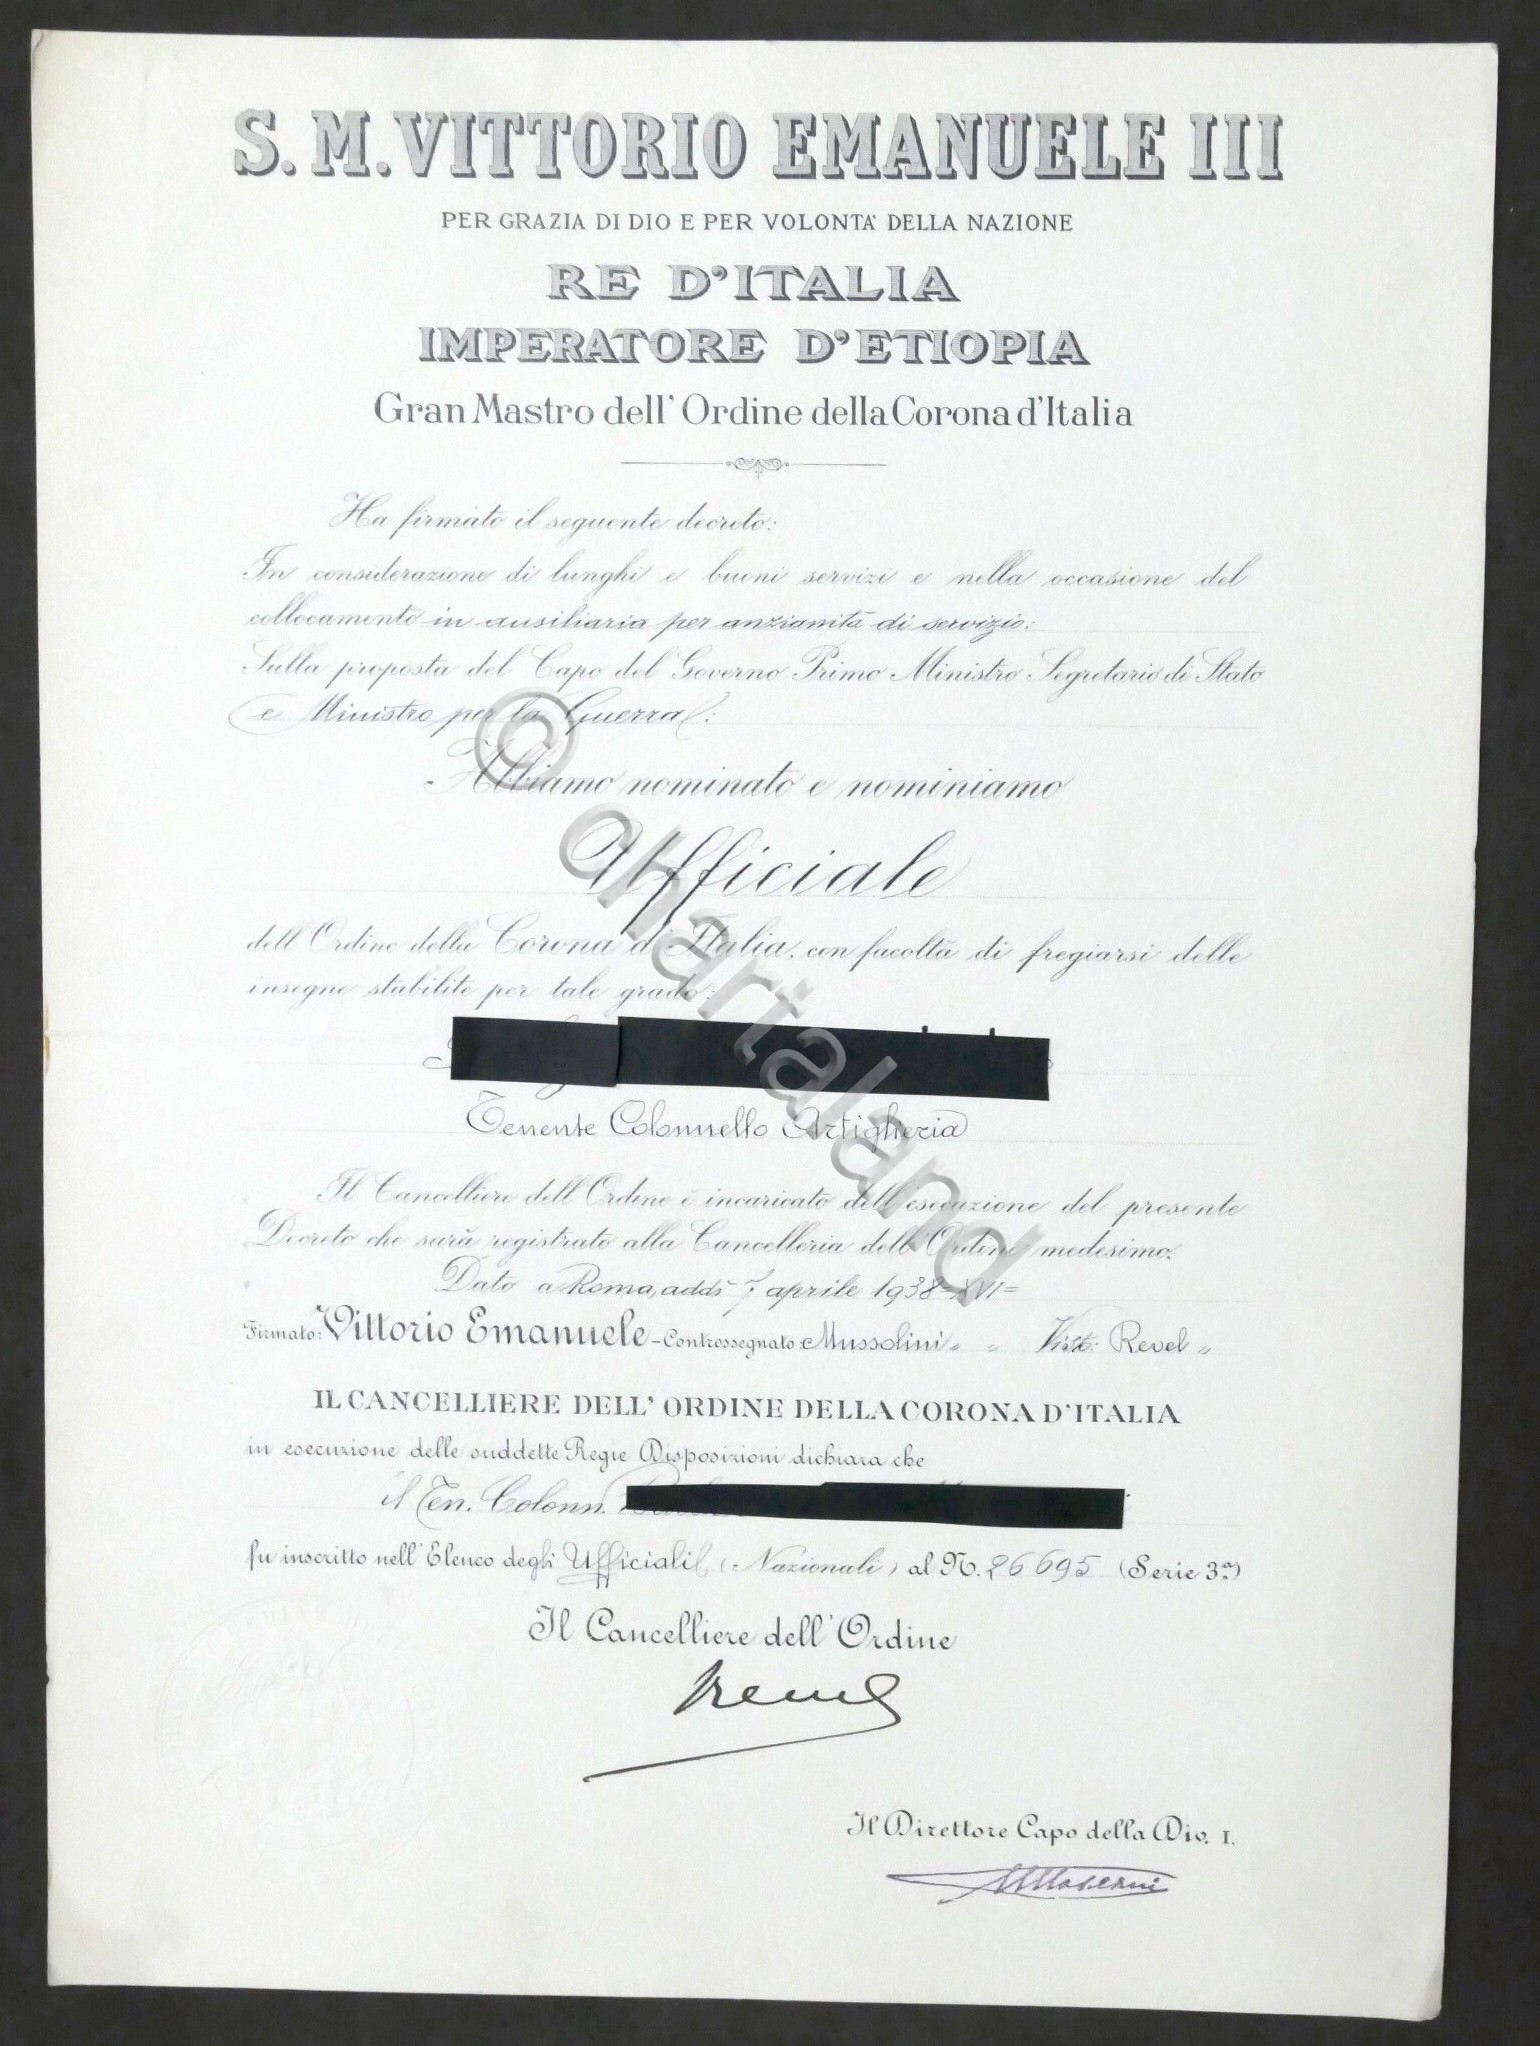 S. M. VITTORIO EMANUELE III
PER GRAZIA DI DIO E PER VOLONTA' DELLA NAZIONE
RE D'ITALIA
IMPERATORE D'ETIOPIA
Gran Mastro dell' Ordine della Corona d'Italia
Ha firmato il seguente decreto:
In considerazione di lunghi e buoni servizi e nella occasione del
collocamento in ausiliaria per anzianità di servizio:
Sulla proposta del Capo del Governo Primo Ministro Segretario di Stato
e Ministro per la Guerra:
Abbiamo nominato e nominiamo
Ufficiale
dell'Ordine della Corona d'Italia, con facoltà di fregiarsi delle
insegne stabilite per tale grado:
Tenente Colonnello Artiglieria
Il Cancelliere dell'Ordine è incaricato dell'esecuzione del presente
Decreto che sarà registrato alla Cancelleria dell'Ordine medesimo.
Dato a Roma, addì 7 aprile 1938=XVI=
Firmato: Vittorio Emanuele - Controssegnato: Mussolini " " Visto: Revel "
IL CANCELLIERE DELL' ORDINE DELLA CORONA D'ITALIA
in esecuzione delle suddette Regie Disposizioni dichiara che
il Ten. Colonn.
fu inscritto nell'Elenco degli Ufficiali (Nazionali) al N. 26695 (Serie 3ª)
Il Cancelliere dell'Ordine
Il Direttore Capo della Div. I.
© chartaland